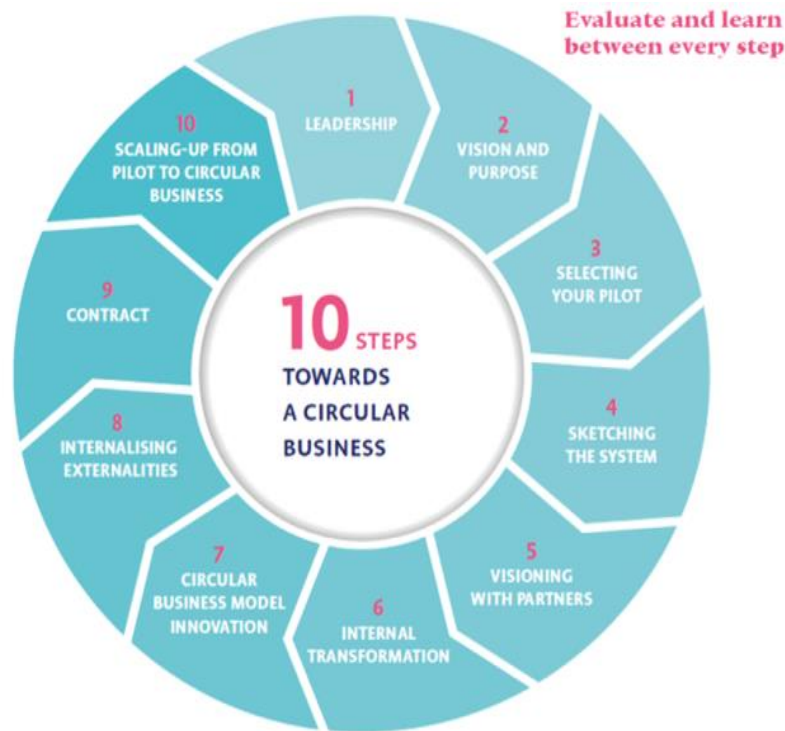 Evaluate and learn
between every step
1
LEADERSHIP
2
VISION AND
PURPOSE
3
SELECTING
YOUR PILOT
4
SKETCHING
THE SYSTEM
5
VISIONING
WITH PARTNERS
6
INTERNAL
TRANSFORMATION
7
CIRCULAR
BUSINESS MODEL
INNOVATION
8
INTERNALISING
EXTERNALITIES
9
CONTRACT
10
SCALING-UP FROM
PILOT TO CIRCULAR
BUSINESS
10 STEPS
TOWARDS
A CIRCULAR
BUSINESS